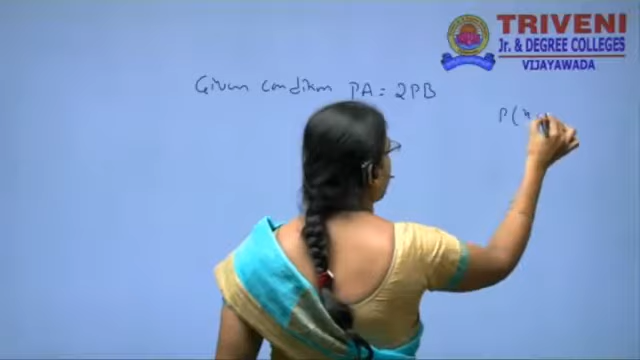 TRIVENI
Jr. & DEGREE COLLEGES
VIJAYAWADA
Given condition PA = 2PB
P(x